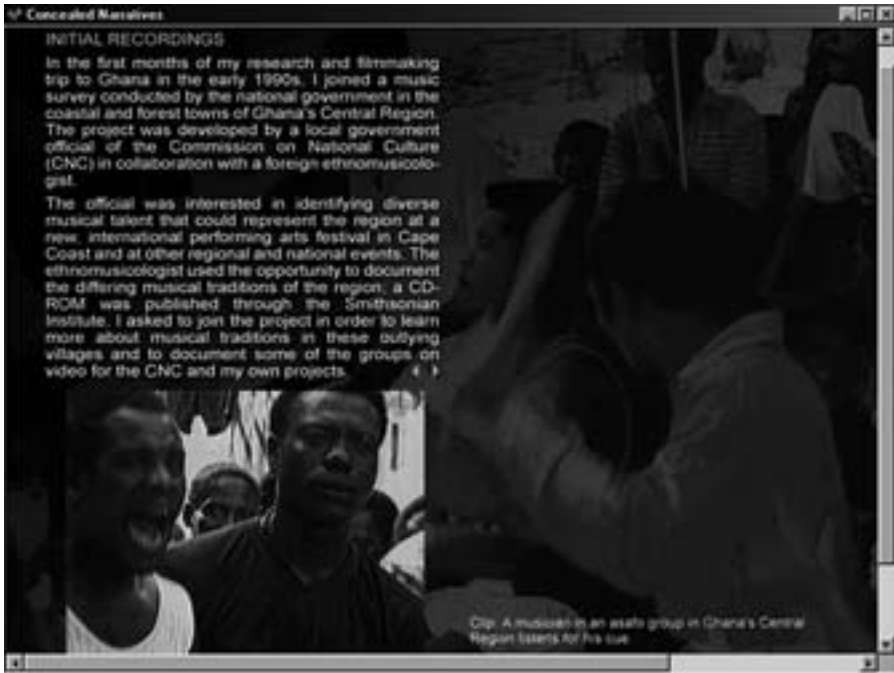 Concealed Narratives
INITIAL RECORDINGS
In the first months of my research and filmmaking
trip to Ghana in the early 1990s, I joined a music
survey conducted by the national government in the
coastal and forest towns of Ghana's Central Region.
The project was developed by a local government
official of the Commission on National Culture
(CNC) in collaboration with a foreign ethnomusicolo-
gist.
The official was interested in identifying diverse
musical talent that could represent the region at a
new, international performing arts festival in Cape
Coast and at other regional and national events. The
ethnomusicologist used the opportunity to document
the differing musical traditions of the region; a CD-
ROM was published through the Smithsonian
Institute. I asked to join the project in order to learn
more about musical traditions in these outlying
villages and to document some of the groups on
video for the CNC and my own projects.
Clip: A musician in an asafo group in Ghana's Central
Region listens for his cue.